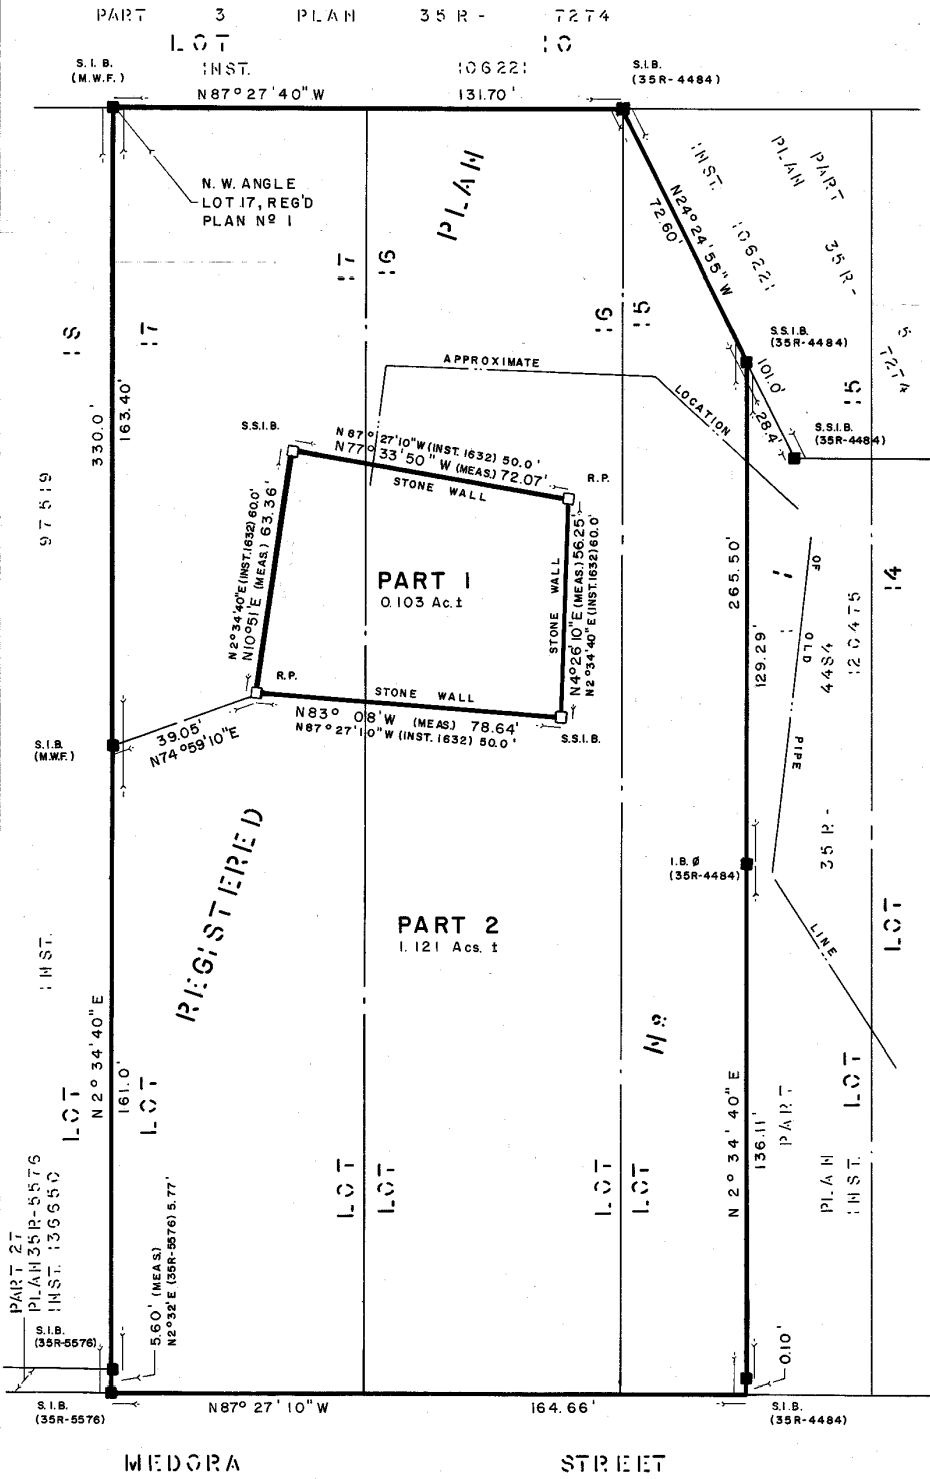 PART 3 PLAN 35R- 7274
LOT 10
INST. 106221
S.I.B.
(M.W.F.)
N87°27'40"W 131.70'
S.I.B.
(35R-4484)
N.W. ANGLE
LOT 17, REG'D
PLAN Nº 1
PLAN
INST. 106221
N24°24'55"W
72.60'
PART
PLAN 35R-
7274
17 16
16 15
18 17
15
330.0'
163.40'
97519
APPROXIMATE
LOCATION
S.S.I.B.
(35R-4484)
101.0'
28.4'
S.S.I.B.
(35R-4484)
S.S.I.B.
N87°27'10"W (INST. 1632) 50.0'
N77°33'50"W (MEAS.) 72.07'
STONE WALL
R.P.
N2°34'40"E (INST.1632) 60.0'
N10°51'E (MEAS.) 63.36'
PART 1
0.103 Ac.±
STONE WALL
N4°26'10"E (MEAS.) 56.25'
N2°34'40"E (INST.1632) 60.0'
265.50'
129.29'
1
OF
OLD
PIPE
LINE
4484
120475
14
R.P.
STONE WALL
N83° 08'W (MEAS.) 78.64'
N87°27'10"W (INST. 1632) 50.0'
S.S.I.B.
S.I.B.
(M.W.F.)
39.05'
N74°59'10"E
REGISTERED
I.B.Ø
(35R-4484)
35R-
PART 2
1.121 Acs. ±
LOT
INST.
Nº
N2°34'40"E
161.0'
LOT LOT
LOT LOT
LOT LOT
N2°34'40"E
136.11'
PART
PLAN
INST.
LOT
PART 27
PLAN 35R-5576
INST. 136650
5.60' (MEAS.)
N2°32'E (35R-5576) 5.77'
S.I.B.
(35R-5576)
0.10'
S.I.B.
(35R-5576)
N87°27'10"W 164.66'
S.I.B.
(35R-4484)
MEDORA STREET